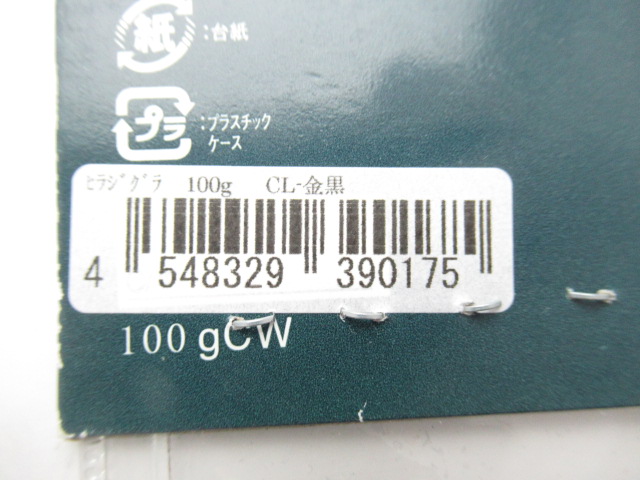 紙
:台紙
プラ
:プラスチック
ケース
ヒラジグラ 100g CL-金黒
4 548329 390175
100 gCW